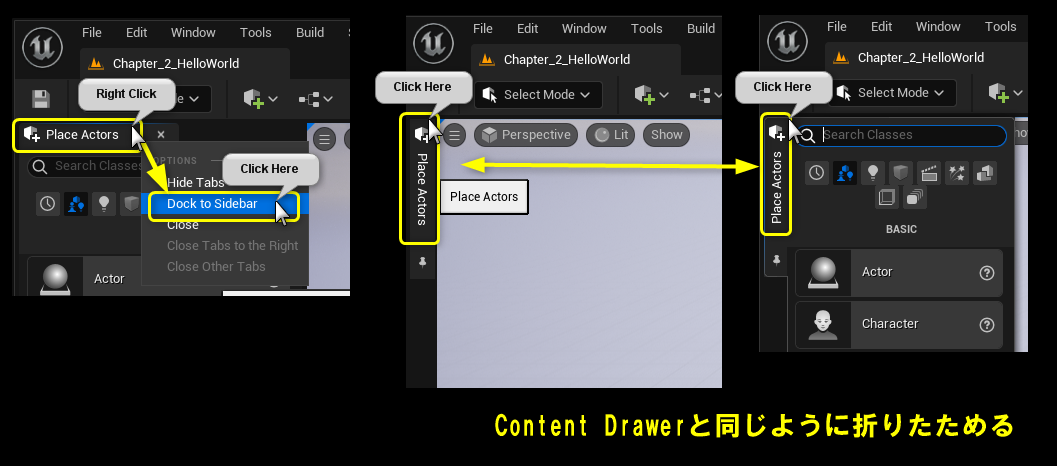 File Edit Window Tools Build
Chapter_2_HelloWorld
Right Click
Place Actors
Search Classes
OPTIONS
Click Here
Hide Tabs
Dock to Sidebar
Close
Close Tabs to the Right
Close Other Tabs
Actor
File Edit Window Tools Build
Chapter_2_HelloWorld
Click Here
Select Mode
Perspective
Lit
Show
Place Actors
Place Actors
File Edit Window Tools
Chapter_2_HelloWorld
Click Here
Select Mode
Place Actors
Search Classes
BASIC
Actor
Character
Content Drawerと同じように折りたためる